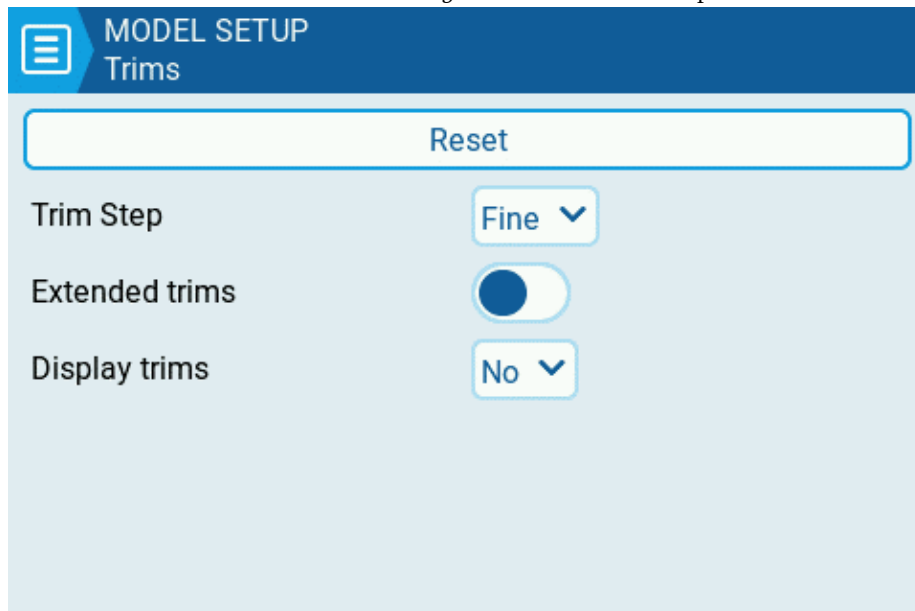 MODEL SETUP
Trims
Reset
Trim Step Fine
Extended trims
Display trims No